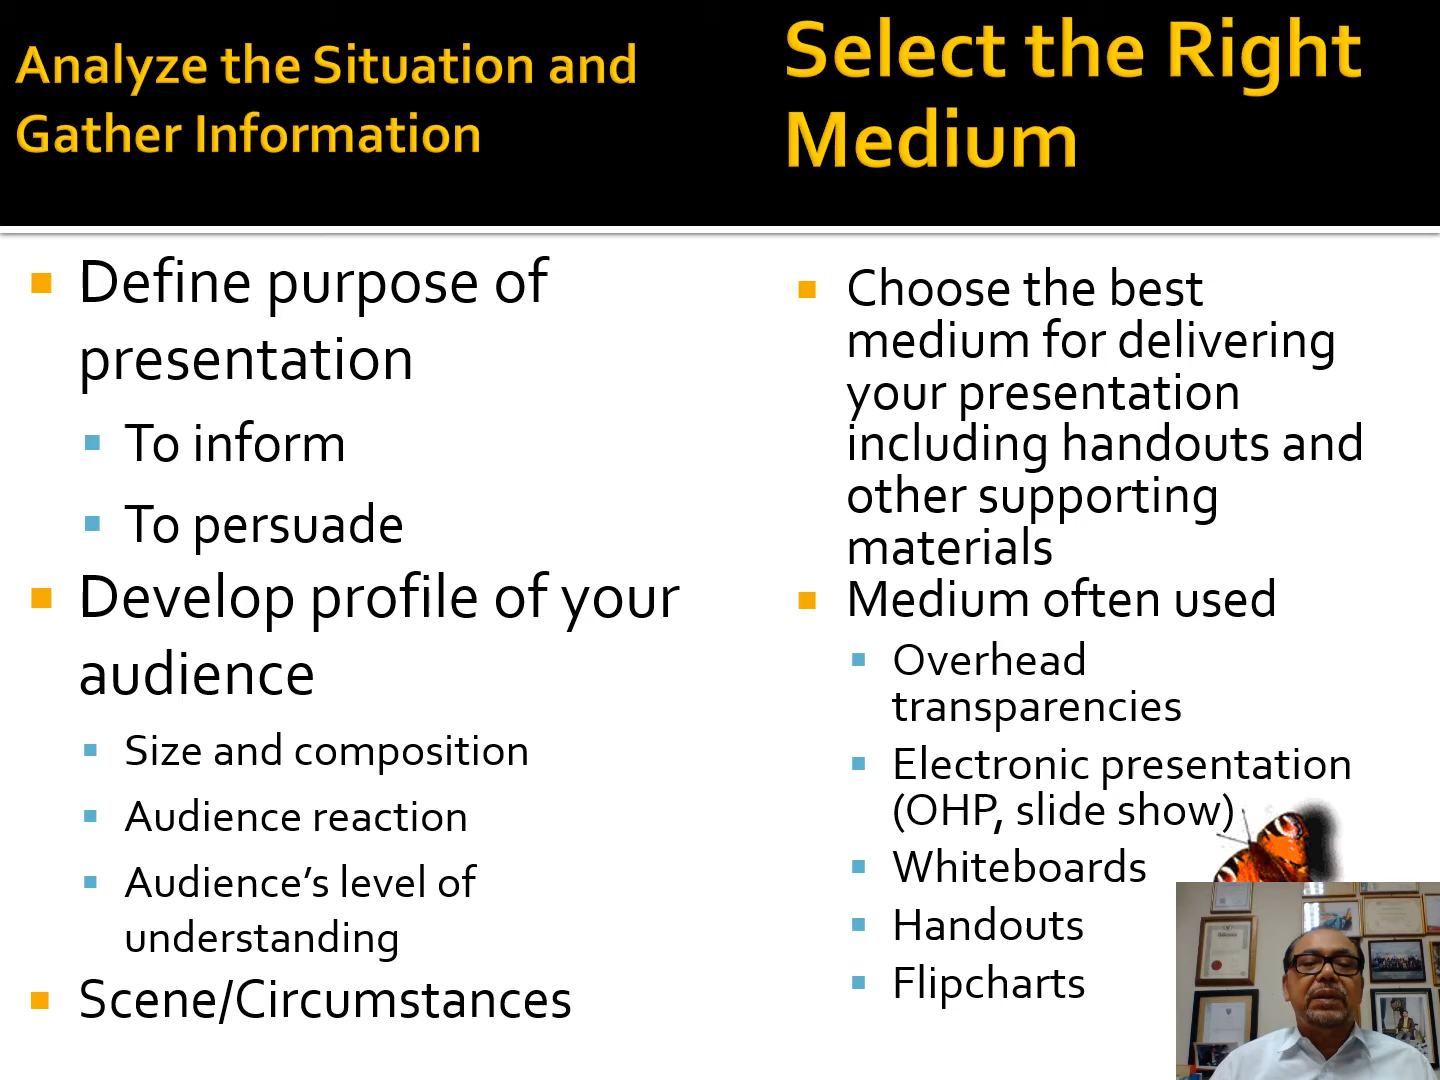 Analyze the Situation and
Gather Information
Define purpose of
presentation
To inform
To persuade
Develop profile of your
audience
Size and composition
Audience reaction
Audience’s level of
understanding
Scene/Circumstances
Select the Right
Medium
Choose the best
medium for delivering
your presentation
including handouts and
other supporting
materials
Medium often used
Overhead
transparencies
Electronic presentation
(OHP, slide show)
Whiteboards
Handouts
Flipcharts